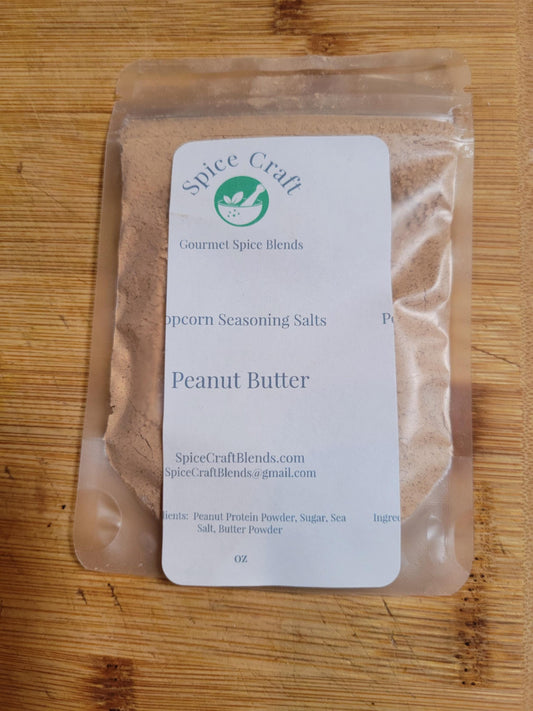 Spice Craft
Gourmet Spice Blends
opcorn Seasoning Salts P
Peanut Butter
SpiceCraftBlends.com
SpiceCraftBlends@gmail.com
ients: Peanut Protein Powder, Sugar, Sea Ingre
Salt, Butter Powder
oz